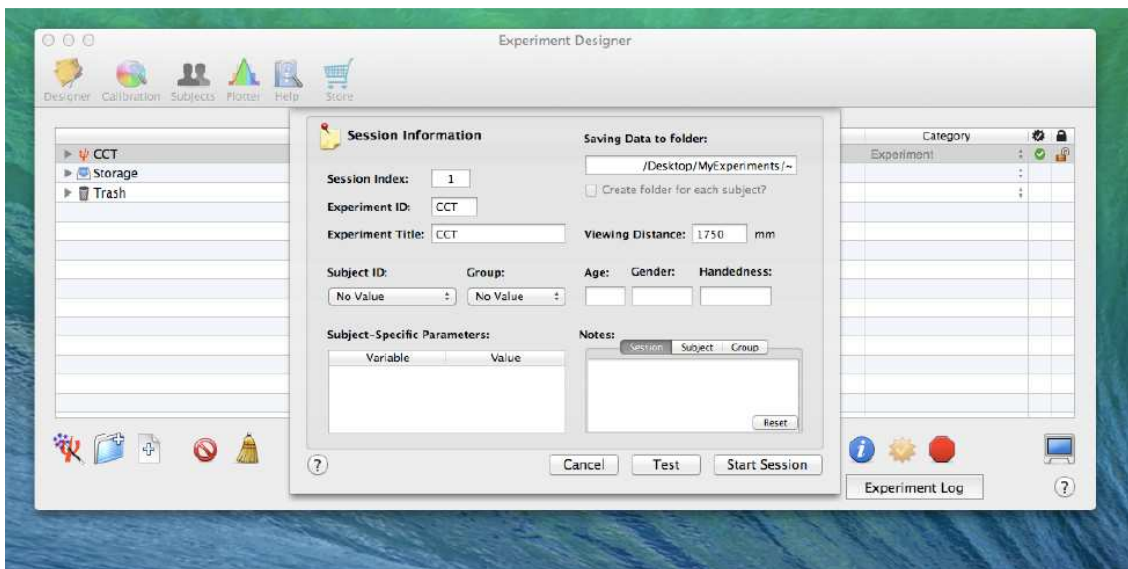 Experiment Designer
Designer Calibration Subjects Plotter Help Store
Session Information
Saving Data to folder:
/Desktop/MyExperiments/~
Session Index: 1
Create folder for each subject?
Experiment ID: CCT
Experiment Title: CCT
Viewing Distance: 1750 mm
Subject ID: Group: Age: Gender: Handedness:
No Value No Value
Subject-Specific Parameters: Notes:
Session Subject Group
Variable Value
Reset
Category
CCT Experiment
Storage
Trash
? Cancel Test Start Session
Experiment Log ?